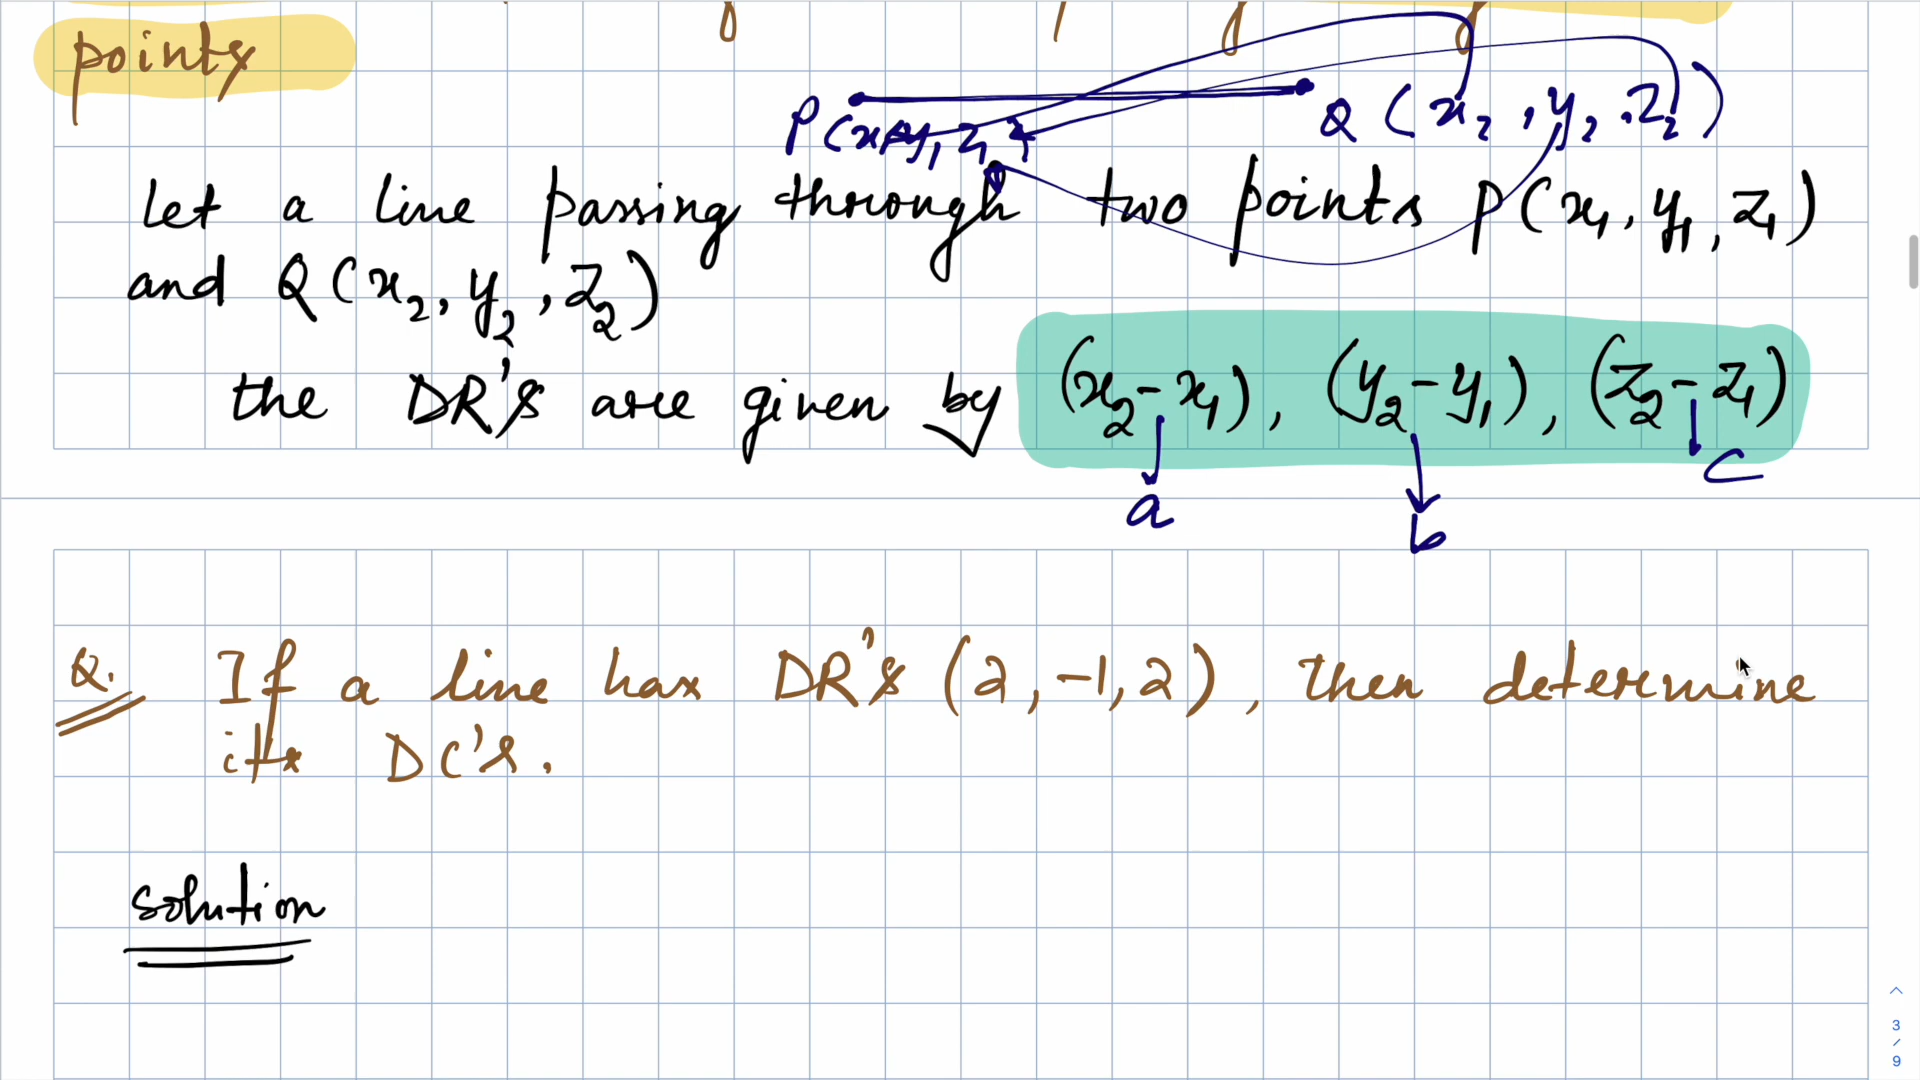 points
P(x₁, y₁, z₁) Q(x₂, y₂, z₂)
Let a line passing through two points P(x₁, y₁, z₁)
and Q(x₂, y₂, z₂)
the DR's are given by (x₂-x₁), (y₂-y₁), (z₂-z₁)
a b c
Q. If a line has DR's (2, -1, 2), then determine
its DC's.
solution
3
/
9